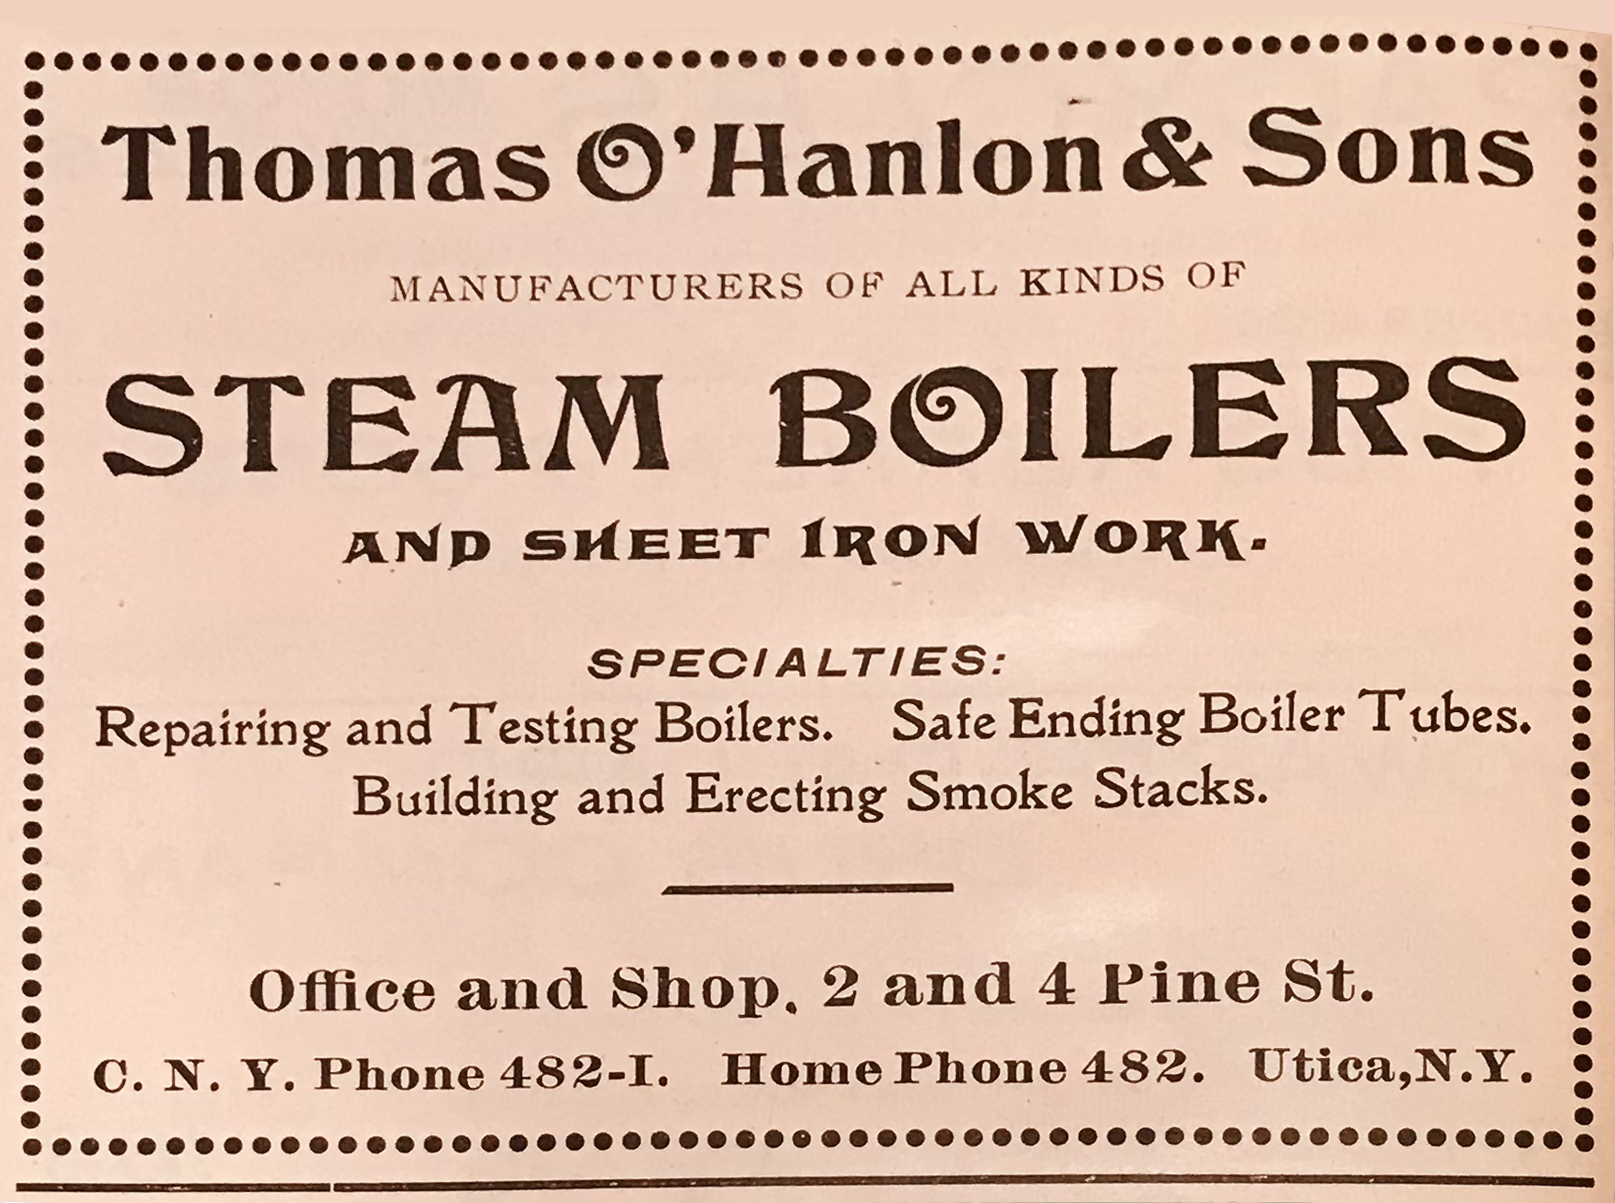 Thomas O'Hanlon & Sons
MANUFACTURERS OF ALL KINDS OF
STEAM BOILERS
AND SHEET IRON WORK.
SPECIALTIES:
Repairing and Testing Boilers. Safe Ending Boiler Tubes.
Building and Erecting Smoke Stacks.
Office and Shop, 2 and 4 Pine St.
C. N. Y. Phone 482-I. Home Phone 482. Utica, N.Y.